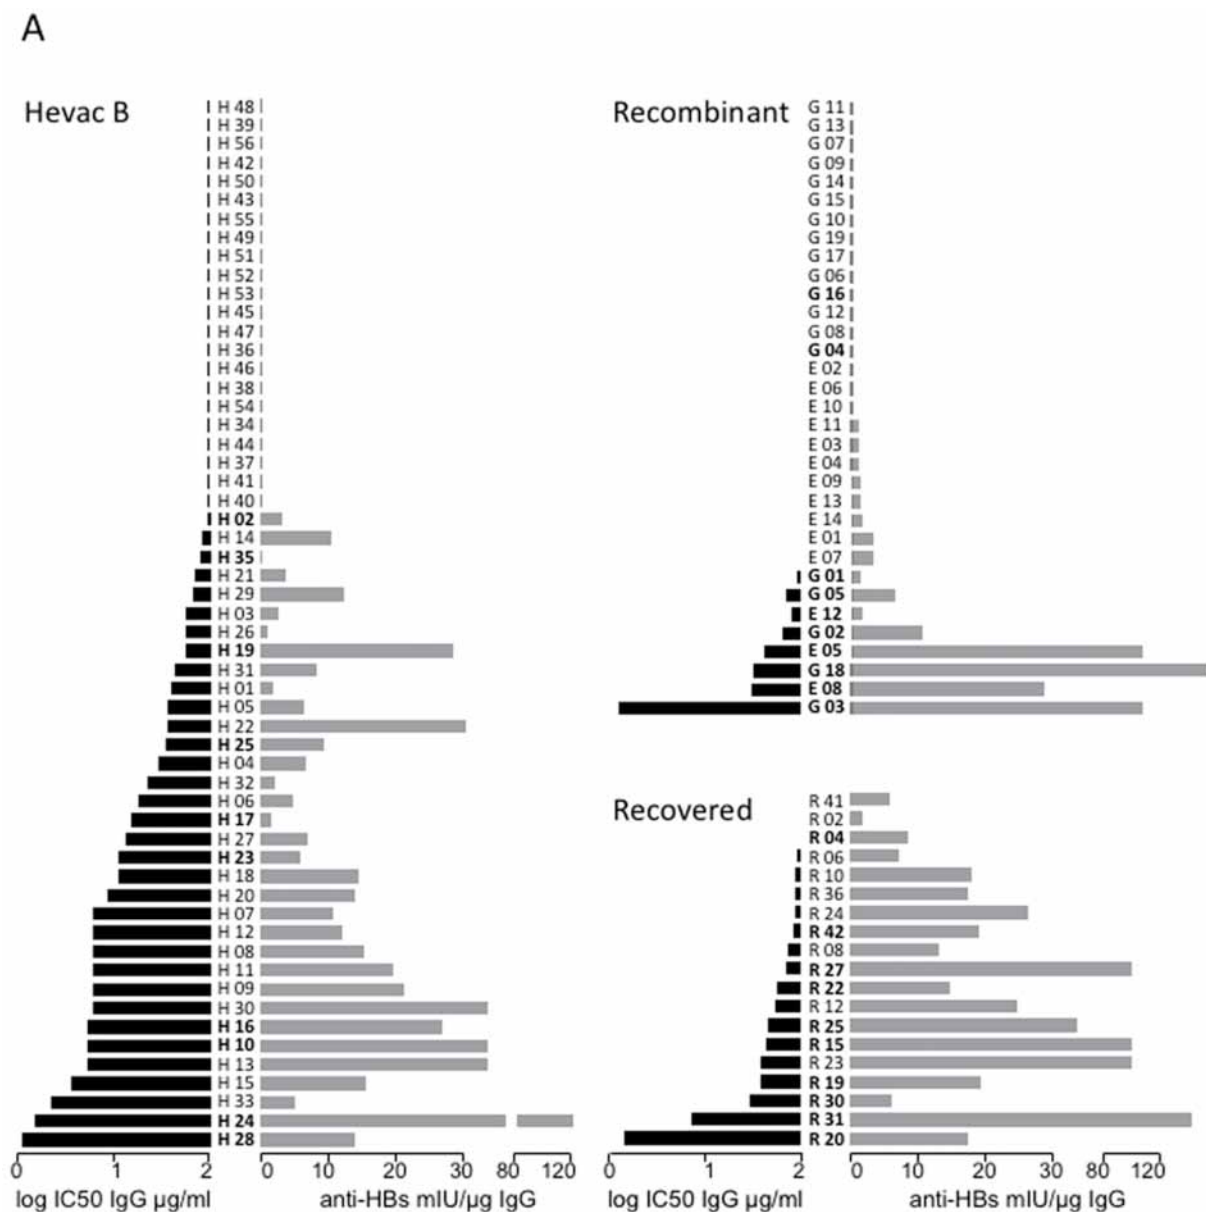 A
Hevac B
H 48
H 39
H 56
H 42
H 50
H 43
H 55
H 49
H 51
H 52
H 53
H 45
H 47
H 36
H 46
H 38
H 54
H 34
H 44
H 37
H 41
H 40
H 02
H 14
H 35
H 21
H 29
H 03
H 26
H 19
H 31
H 01
H 05
H 22
H 25
H 04
H 32
H 06
H 17
H 27
H 23
H 18
H 20
H 07
H 12
H 08
H 11
H 09
H 30
H 16
H 10
H 13
H 15
H 33
H 24
H 28
0 1 2 0 10 20 30 80 120
log IC50 IgG µg/ml anti-HBs mIU/µg IgG
Recombinant
G 11
G 13
G 07
G 09
G 14
G 15
G 10
G 19
G 17
G 06
G 16
G 12
G 08
G 04
E 02
E 06
E 10
E 11
E 03
E 04
E 09
E 13
E 14
E 01
E 07
G 01
G 05
E 12
G 02
E 05
G 18
E 08
G 03
Recovered
R 41
R 02
R 04
R 06
R 10
R 36
R 24
R 42
R 08
R 27
R 22
R 12
R 25
R 15
R 23
R 19
R 30
R 31
R 20
0 1 2 0 10 20 30 80 120
log IC50 IgG µg/ml anti-HBs mIU/µg IgG